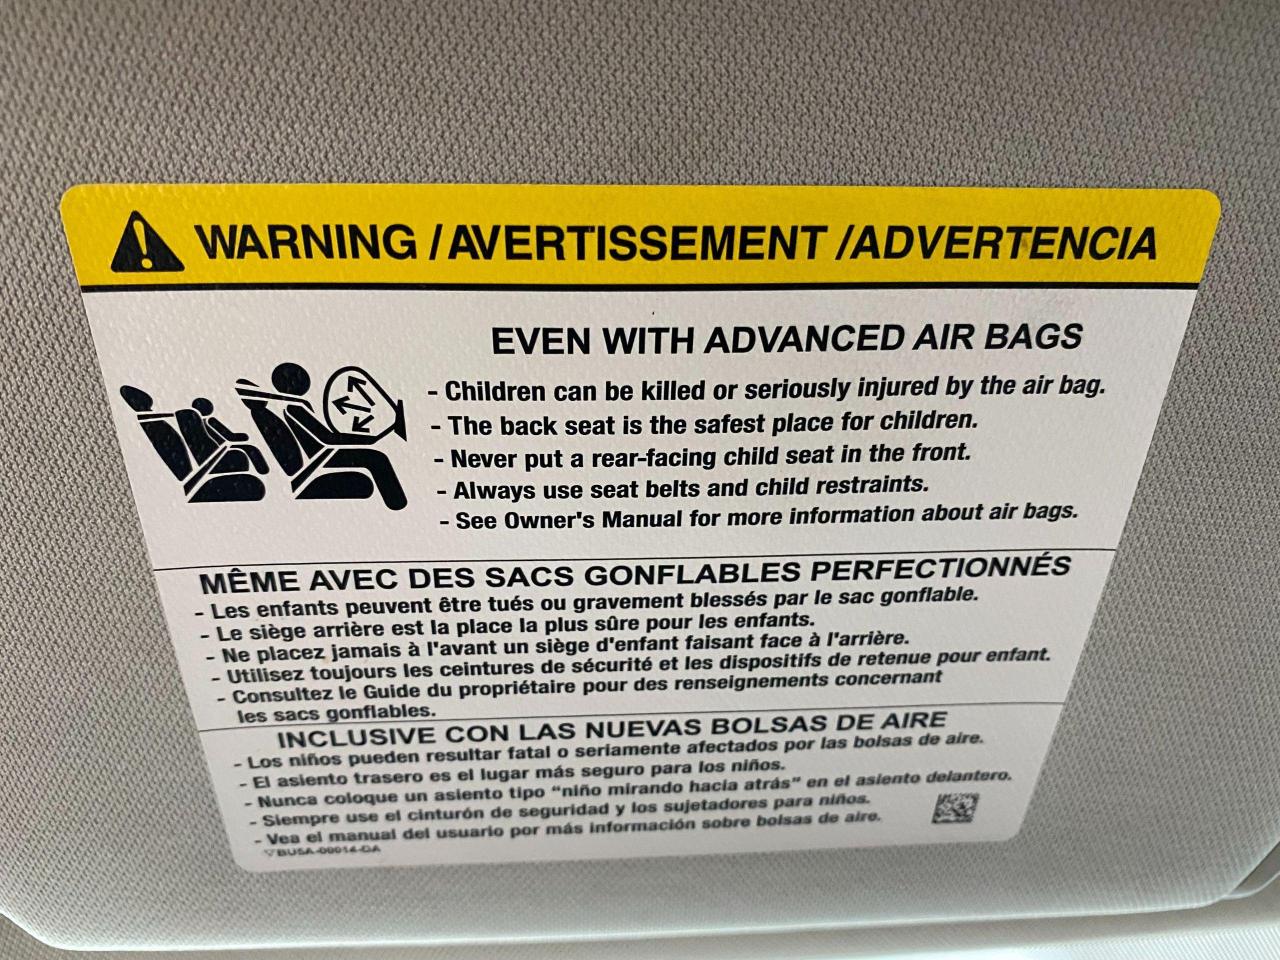 WARNING / AVERTISSEMENT / ADVERTENCIA
EVEN WITH ADVANCED AIR BAGS
- Children can be killed or seriously injured by the air bag.
- The back seat is the safest place for children.
- Never put a rear-facing child seat in the front.
- Always use seat belts and child restraints.
- See Owner's Manual for more information about air bags.
MÊME AVEC DES SACS GONFLABLES PERFECTIONNÉS
- Les enfants peuvent être tués ou gravement blessés par le sac gonflable.
- Le siège arrière est la place la plus sûre pour les enfants.
- Ne placez jamais à l'avant un siège d'enfant faisant face à l'arrière.
- Utilisez toujours les ceintures de sécurité et les dispositifs de retenue pour enfant.
- Consultez le Guide du propriétaire pour des renseignements concernant
les sacs gonflables.
INCLUSIVE CON LAS NUEVAS BOLSAS DE AIRE
- Los niños pueden resultar fatal o seriamente afectados por las bolsas de aire.
- El asiento trasero es el lugar más seguro para los niños.
- Nunca coloque un asiento tipo “niño mirando hacia atrás” en el asiento delantero.
- Siempre use el cinturón de seguridad y los sujetadores para niños.
- Vea el manual del usuario por más información sobre bolsas de aire.